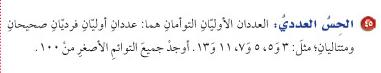 ٤٥ الحِسُّ العدديُّ: العددان الأوليّانِ التوأمانِ هما: عددانِ أوليّانِ فرديّانِ صحيحانِ
ومتتاليانِ؛ مثل: ٣ و٥، ٥ و٧، ١١ و١٣. أوجدْ جميعَ التوائمِ الأصغرِ منْ ١٠٠.